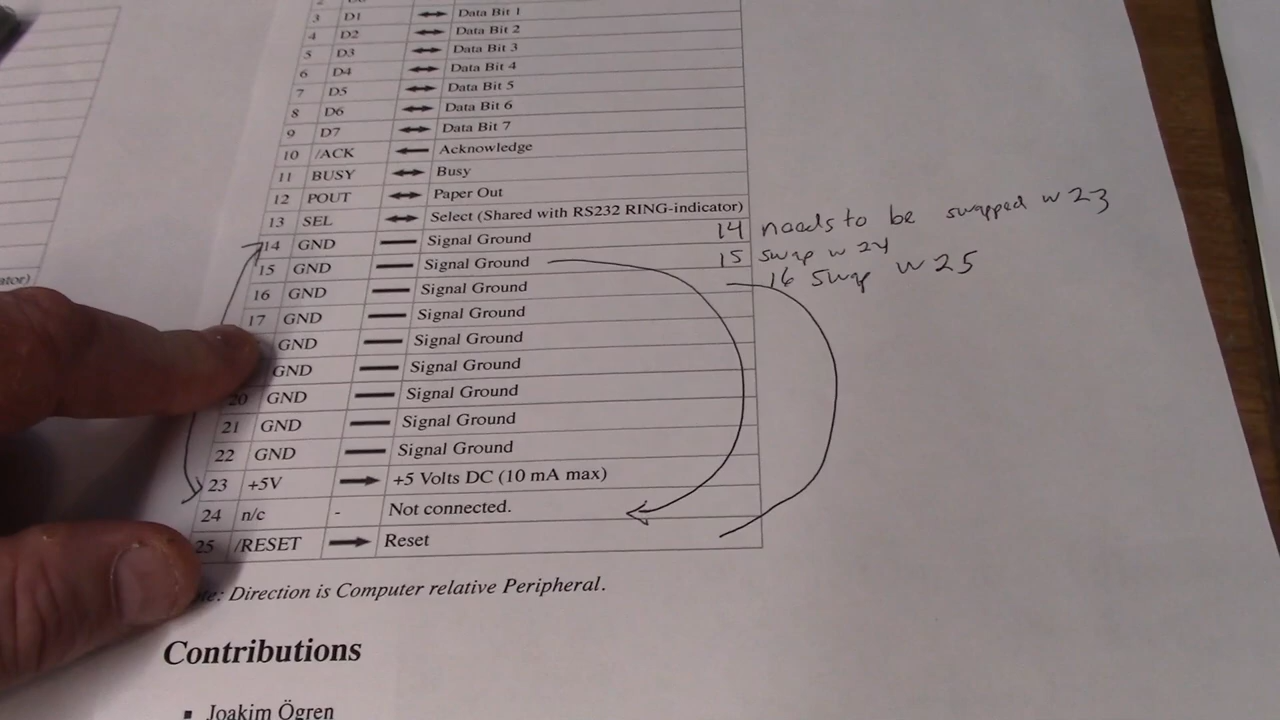 3 D1 Data Bit 1
4 D2 Data Bit 2
5 D3 Data Bit 3
6 D4 Data Bit 4
7 D5 Data Bit 5
8 D6 Data Bit 6
9 D7 Data Bit 7
10 /ACK Acknowledge
11 BUSY Busy
12 POUT Paper Out
13 SEL Select (Shared with RS232 RING-indicator)
14 GND Signal Ground 14 needs to be swapped w 23
15 GND Signal Ground 15 swap w 24
16 GND Signal Ground 16 swap w 25
17 GND Signal Ground
GND Signal Ground
GND Signal Ground
20 GND Signal Ground
21 GND Signal Ground
22 GND Signal Ground
23 +5V +5 Volts DC (10 mA max)
24 n/c - Not connected.
25 /RESET Reset
Direction is Computer relative Peripheral.
Contributions
▪ Joakim Ögren